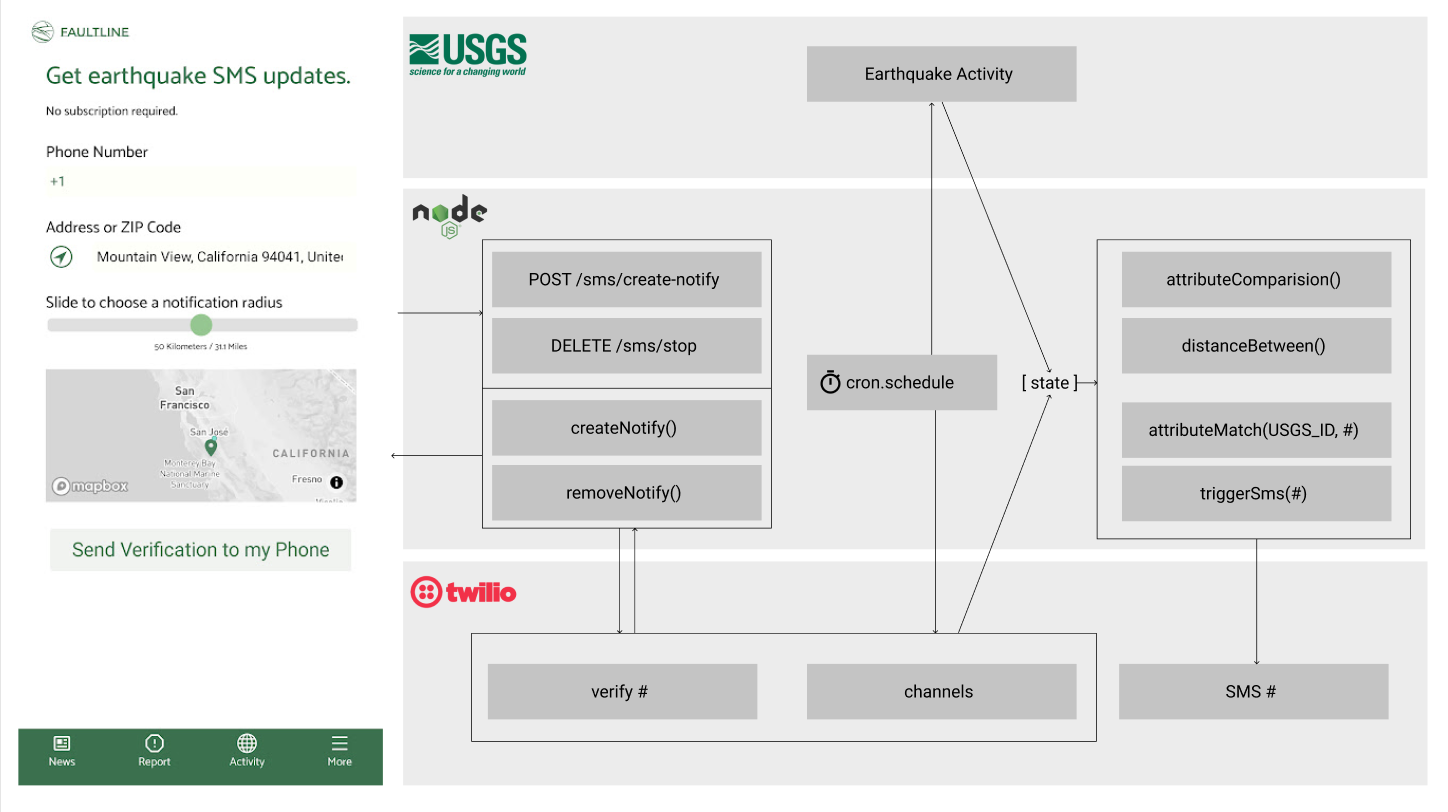 FAULTLINE
Get earthquake SMS updates.
No subscription required.
Phone Number
+1
Address or ZIP Code
Mountain View, California 94041, Unite
Slide to choose a notification radius
50 Kilometers / 31.1 Miles
San
Francisco
San José
CALIFORNIA
Monterey Bay
National Marine
Sanctuary
Fresno
mapbox
Send Verification to my Phone
News
Report
Activity
More
USGS
science for a changing world
Earthquake Activity
node
JS
POST /sms/create-notify
DELETE /sms/stop
createNotify()
removeNotify()
cron.schedule
[ state ]
attributeComparision()
distanceBetween()
attributeMatch(USGS_ID, #)
triggerSms(#)
twilio
verify #
channels
SMS #